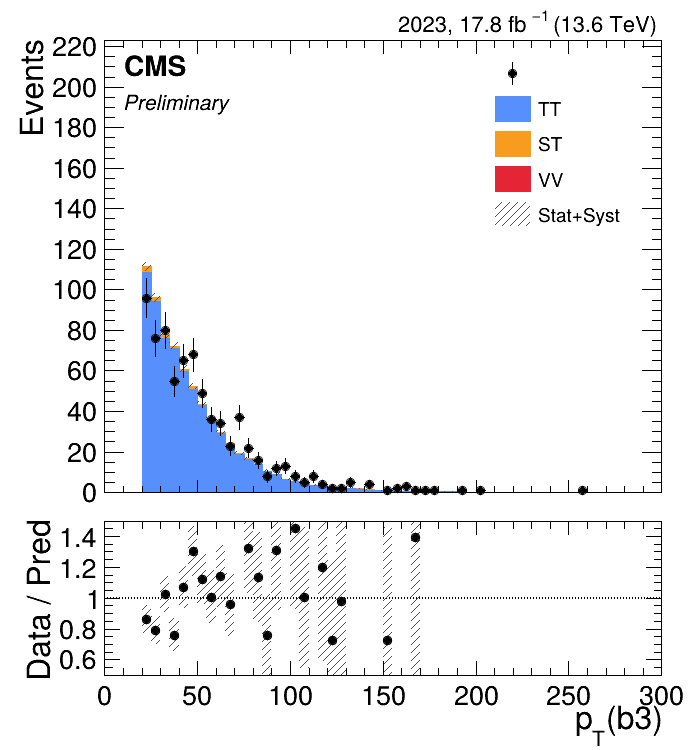 2023, 17.8 fb⁻¹ (13.6 TeV)
Events
220
200
180
160
140
120
100
80
60
40
20
0
CMS
Preliminary
TT
ST
VV
Stat+Syst
Data / Pred
1.4
1.2
1
0.8
0.6
0 50 100 150 200 250 300
p_T(b3)